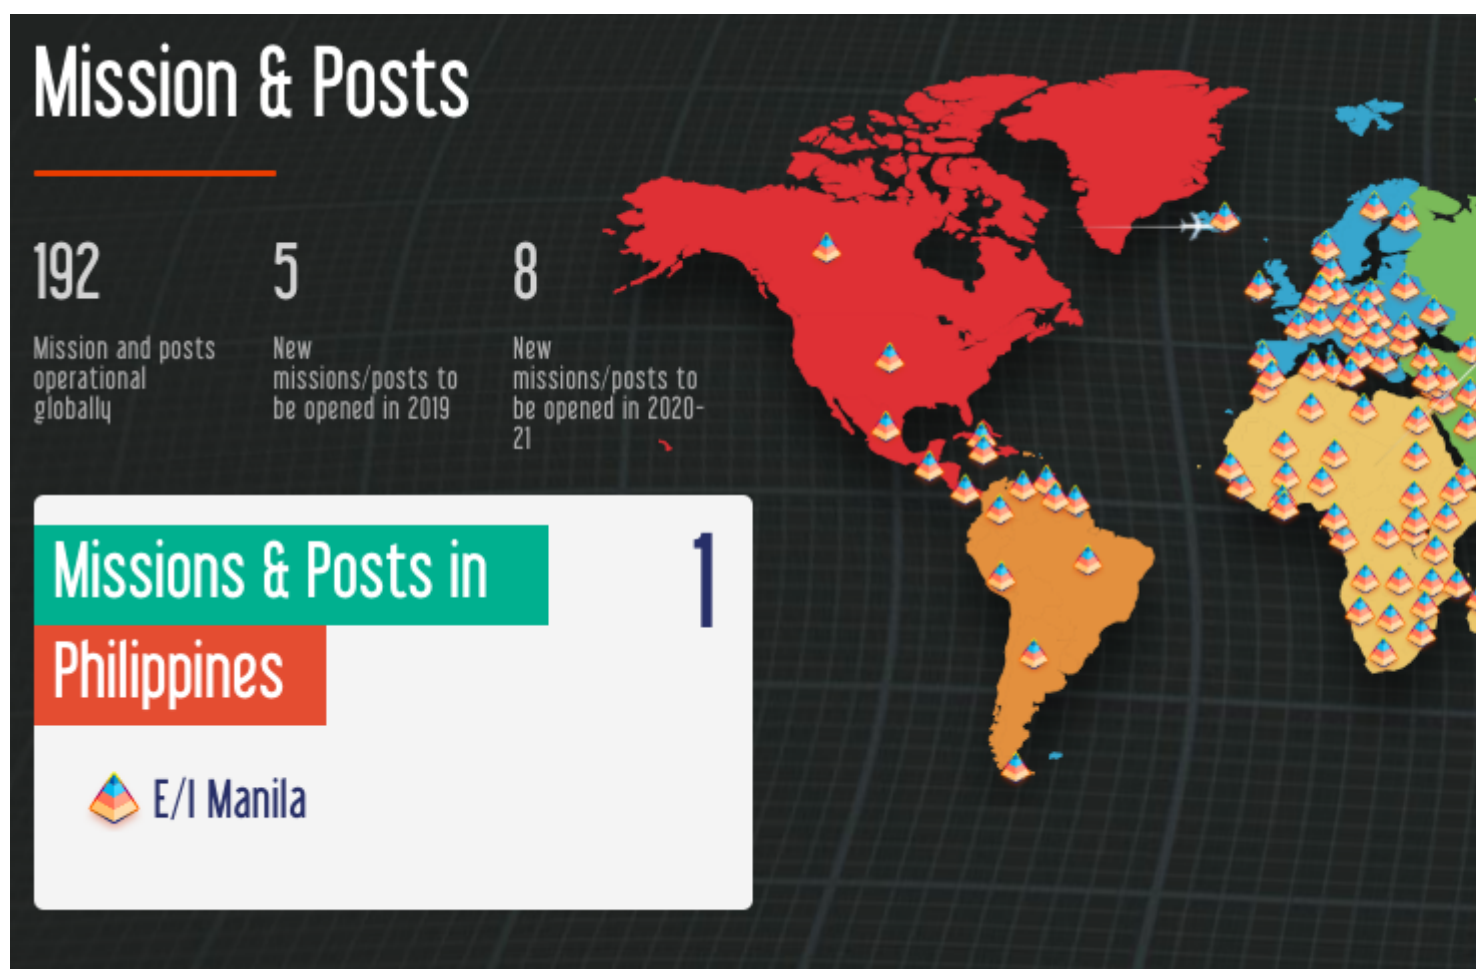 Mission & Posts
192
Mission and posts
operational
globally
5
New
missions/posts to
be opened in 2019
8
New
missions/posts to
be opened in 2020-
21
Missions & Posts in
Philippines
1
E/I Manila